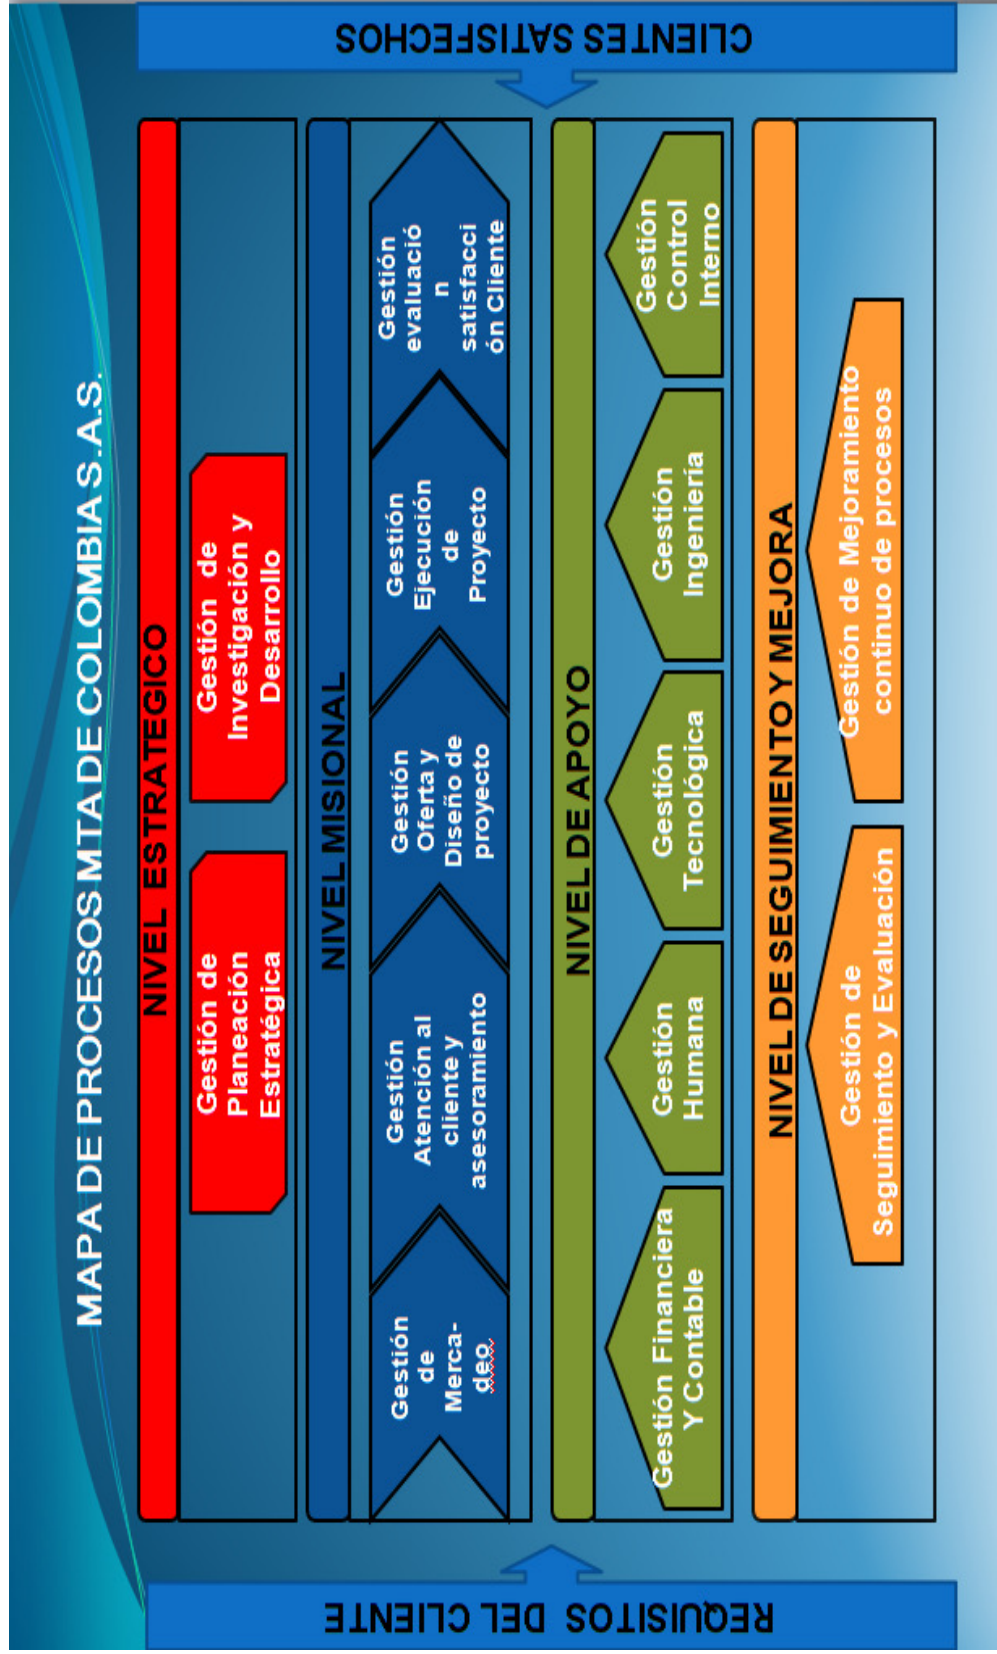 MAPA DE PROCESOS MTA DE COLOMBIA S.A.S.
REQUISITOS DEL CLIENTE
NIVEL ESTRATEGICO
Gestión de
Planeación
Estratégica
Gestión de
Investigación y
Desarrollo
NIVEL MISIONAL
Gestión
de
Merca-
deo
Gestión
Atención al
cliente y
asesoramiento
Gestión
Oferta y
Diseño de
proyecto
Gestión
Ejecución
de
Proyecto
Gestión
evaluació
n
satisfacci
ón Cliente
NIVEL DE APOYO
Gestión Financiera
Y Contable
Gestión
Humana
Gestión
Tecnológica
Gestión
Ingeniería
Gestión
Control
Interno
NIVEL DE SEGUIMIENTO Y MEJORA
Gestión de
Seguimiento y Evaluación
Gestión de Mejoramiento
continuo de procesos
CLIENTES SATISFECHOS